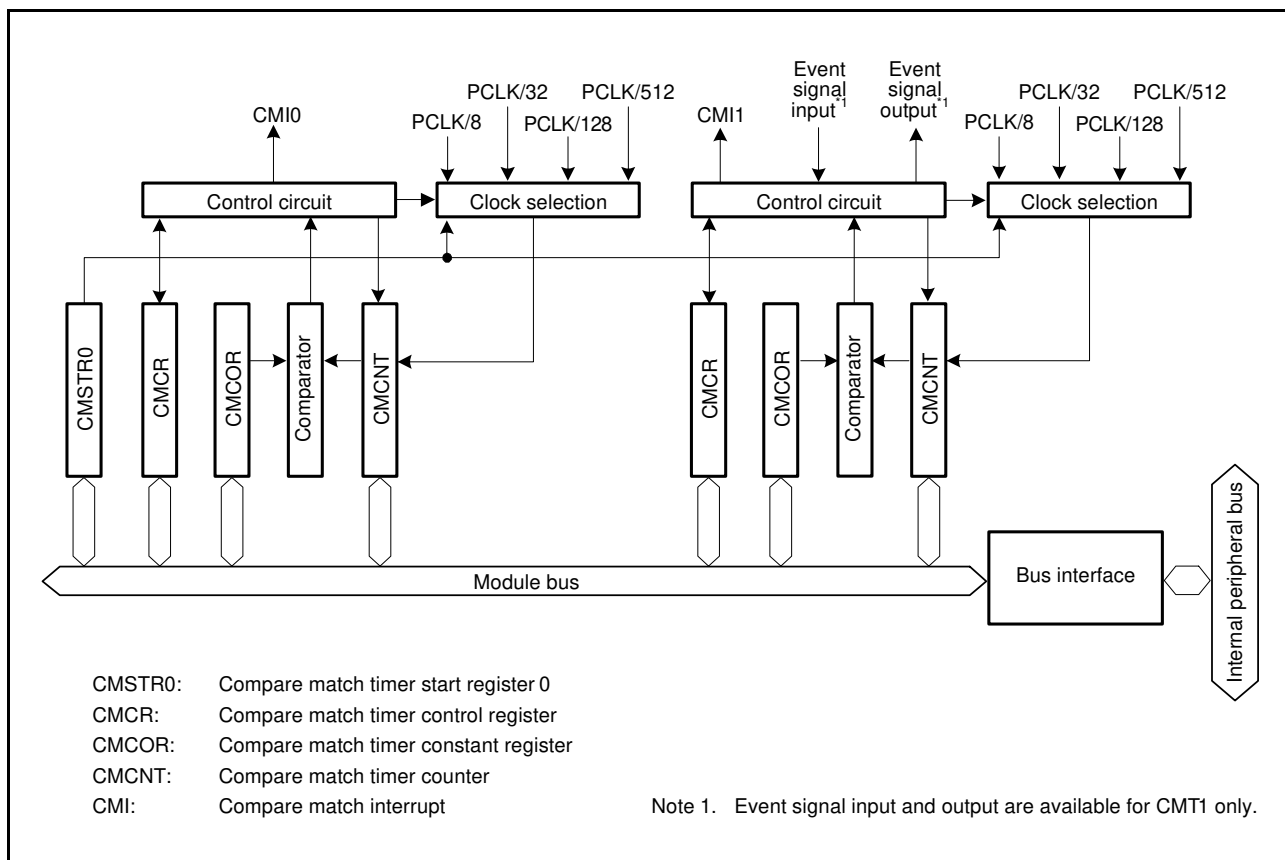 CMI0
PCLK/8
PCLK/32
PCLK/128
PCLK/512
Control circuit
Clock selection
CMI1
Event
signal
input*1
Event
signal
output*1
PCLK/8
PCLK/32
PCLK/128
PCLK/512
Control circuit
Clock selection
CMSTR0
CMCR
CMCOR
Comparator
CMCNT
CMCR
CMCOR
Comparator
CMCNT
Module bus
Bus interface
Internal peripheral bus
CMSTR0: Compare match timer start register 0
CMCR: Compare match timer control register
CMCOR: Compare match timer constant register
CMCNT: Compare match timer counter
CMI: Compare match interrupt
Note 1. Event signal input and output are available for CMT1 only.